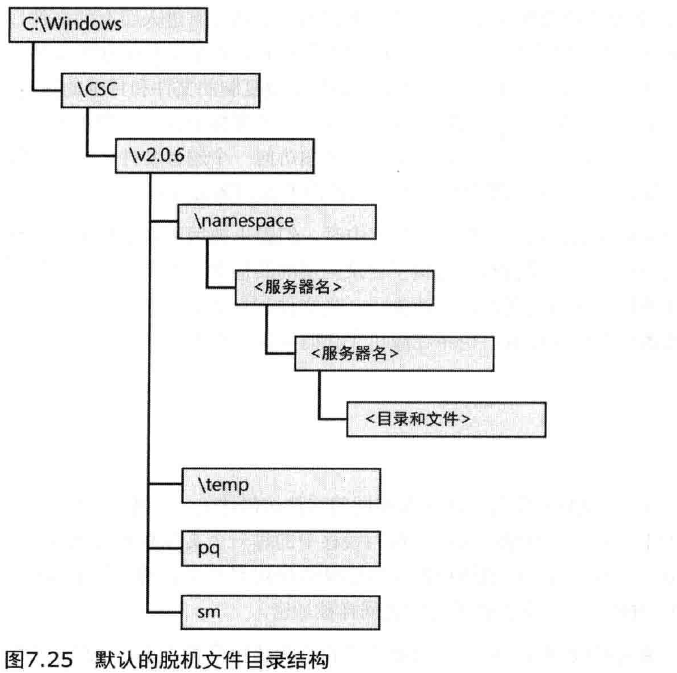 C:\Windows
\CSC
\v2.0.6
\namespace
<服务器名>
<服务器名>
<目录和文件>
\temp
pq
sm
图7.25 默认的脱机文件目录结构